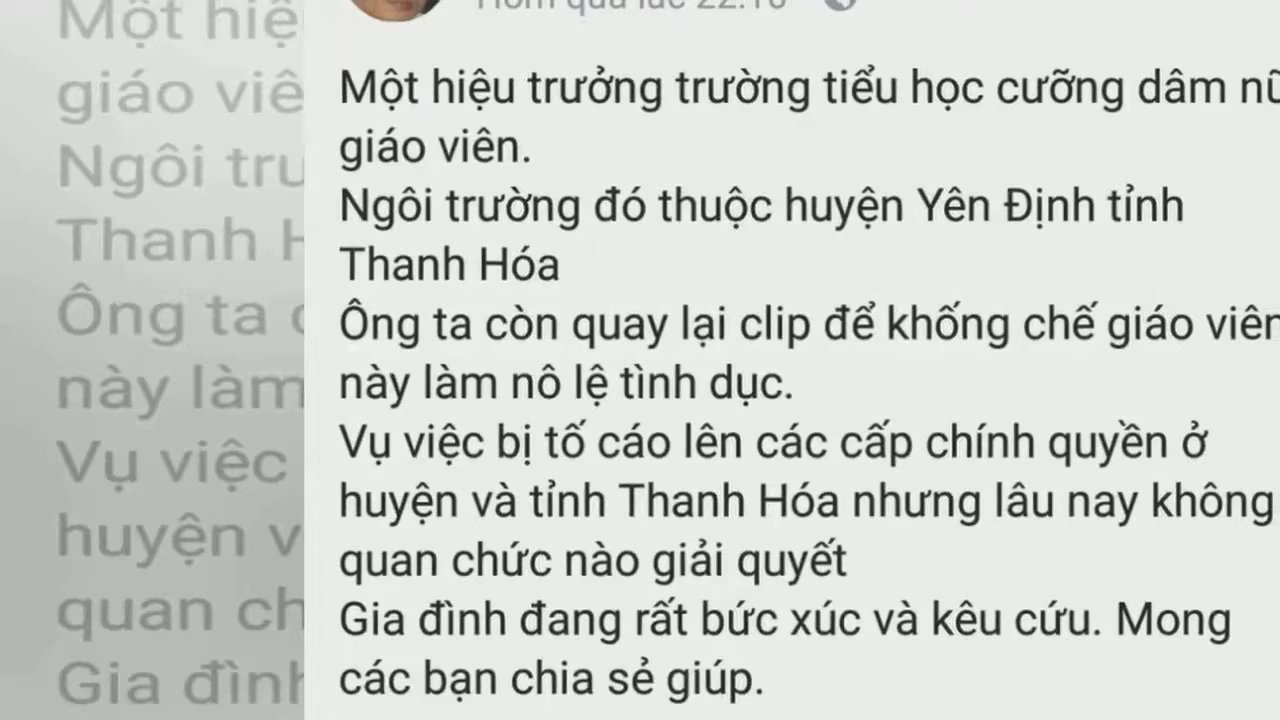 Một hiệu trưởng trường tiểu học cưỡng dâm nữ
giáo viên.
Ngôi trường đó thuộc huyện Yên Định tỉnh
Thanh Hóa
Ông ta còn quay lại clip để khống chế giáo viên
này làm nô lệ tình dục.
Vụ việc bị tố cáo lên các cấp chính quyền ở
huyện và tỉnh Thanh Hóa nhưng lâu nay không
quan chức nào giải quyết
Gia đình đang rất bức xúc và kêu cứu. Mong
các bạn chia sẻ giúp.